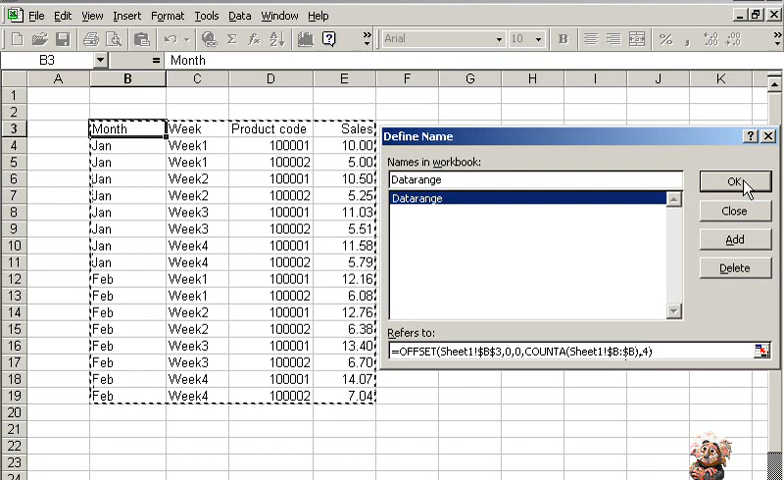 File Edit View Insert Format Tools Data Window Help
Arial 10 B %
B3 = Month
A B C D E F G H I J K
1
2
3 Month Week Product code Sales
4 Jan Week1 100001 10.00
5 Jan Week1 100002 5.00
6 Jan Week2 100001 10.50
7 Jan Week2 100002 5.25
8 Jan Week3 100001 11.03
9 Jan Week3 100002 5.51
10 Jan Week4 100001 11.58
11 Jan Week4 100002 5.79
12 Feb Week1 100001 12.16
13 Feb Week1 100002 6.08
14 Feb Week2 100001 12.76
15 Feb Week2 100002 6.38
16 Feb Week3 100001 13.40
17 Feb Week3 100002 6.70
18 Feb Week4 100001 14.07
19 Feb Week4 100002 7.04
20
21
22
23
24
Define Name
Names in workbook:
Datarange
Datarange
OK
Close
Add
Delete
Refers to:
=OFFSET(Sheet1!$B$3,0,0,COUNTA(Sheet1!$B:$B),4)